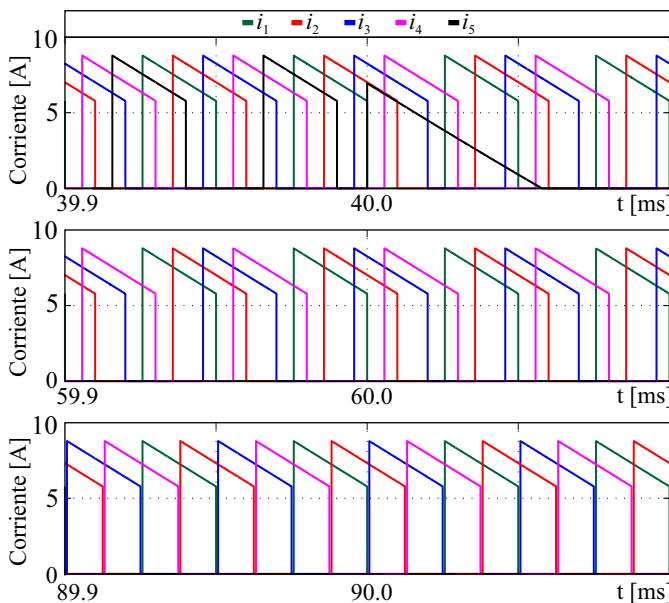 i1 i2 i3 i4 i5
10
Corriente [A]
5
0
39.9 40.0 t [ms]
10
Corriente [A]
5
0
59.9 60.0 t [ms]
10
Corriente [A]
5
0
89.9 90.0 t [ms]